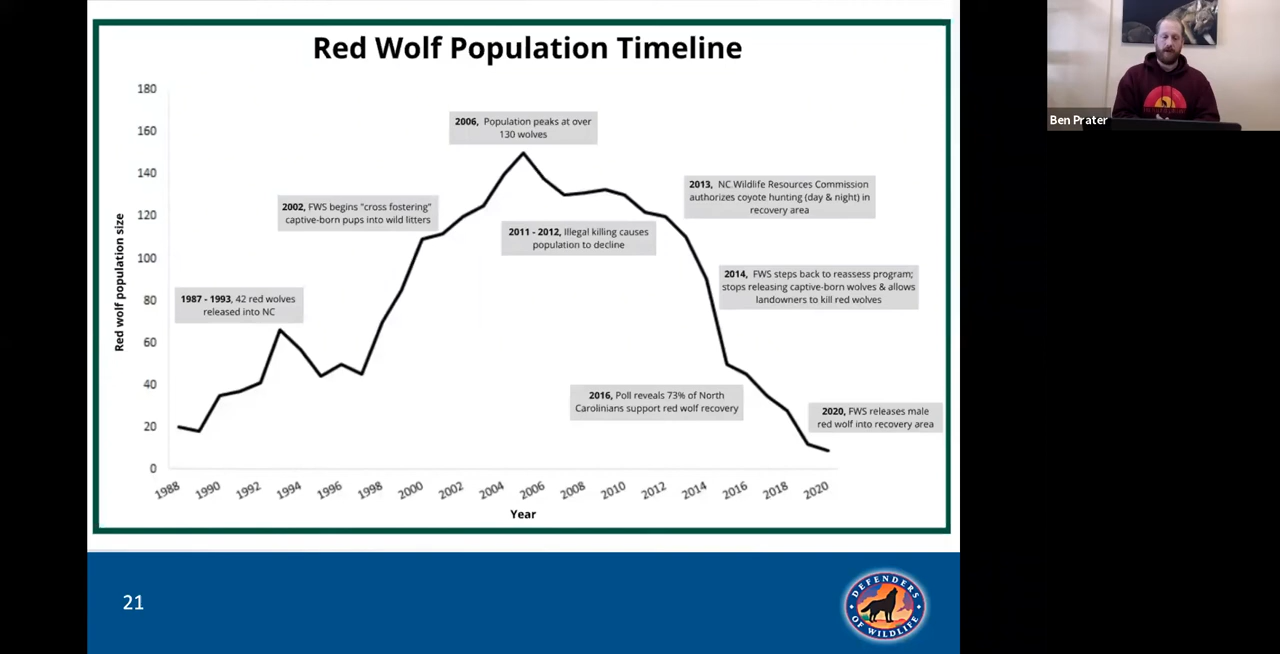 Red Wolf Population Timeline
180
160
140
120
100
80
60
40
20
0
Red wolf population size
2006, Population peaks at over
130 wolves
2013, NC Wildlife Resources Commission
authorizes coyote hunting (day & night) in
recovery area
2002, FWS begins "cross fostering"
captive-born pups into wild litters
2011 - 2012, Illegal killing causes
population to decline
2014, FWS steps back to reassess program;
stops releasing captive-born wolves & allows
landowners to kill red wolves
1987 - 1993, 42 red wolves
released into NC
2016, Poll reveals 73% of North
Carolinians support red wolf recovery
2020, FWS releases male
red wolf into recovery area
1988 1990 1992 1994 1996 1998 2000 2002 2004 2006 2008 2010 2012 2014 2016 2018 2020
Year
21
DEFENDERS
OF WILDLIFE
Ben Prater